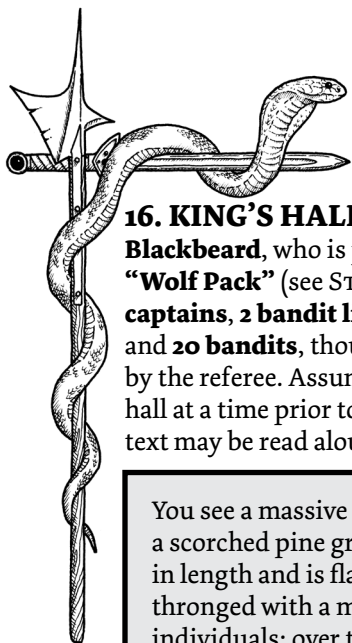 16. KING’S HALL
Blackbeard, who is
“Wolf Pack” (see
captains, 2 bandit
and 20 bandits, thou
by the referee. Assum
hall at a time prior to
text may be read alou
You see a massive
a scorched pine gr
in length and is fla
thronged with a m
individuals; over t